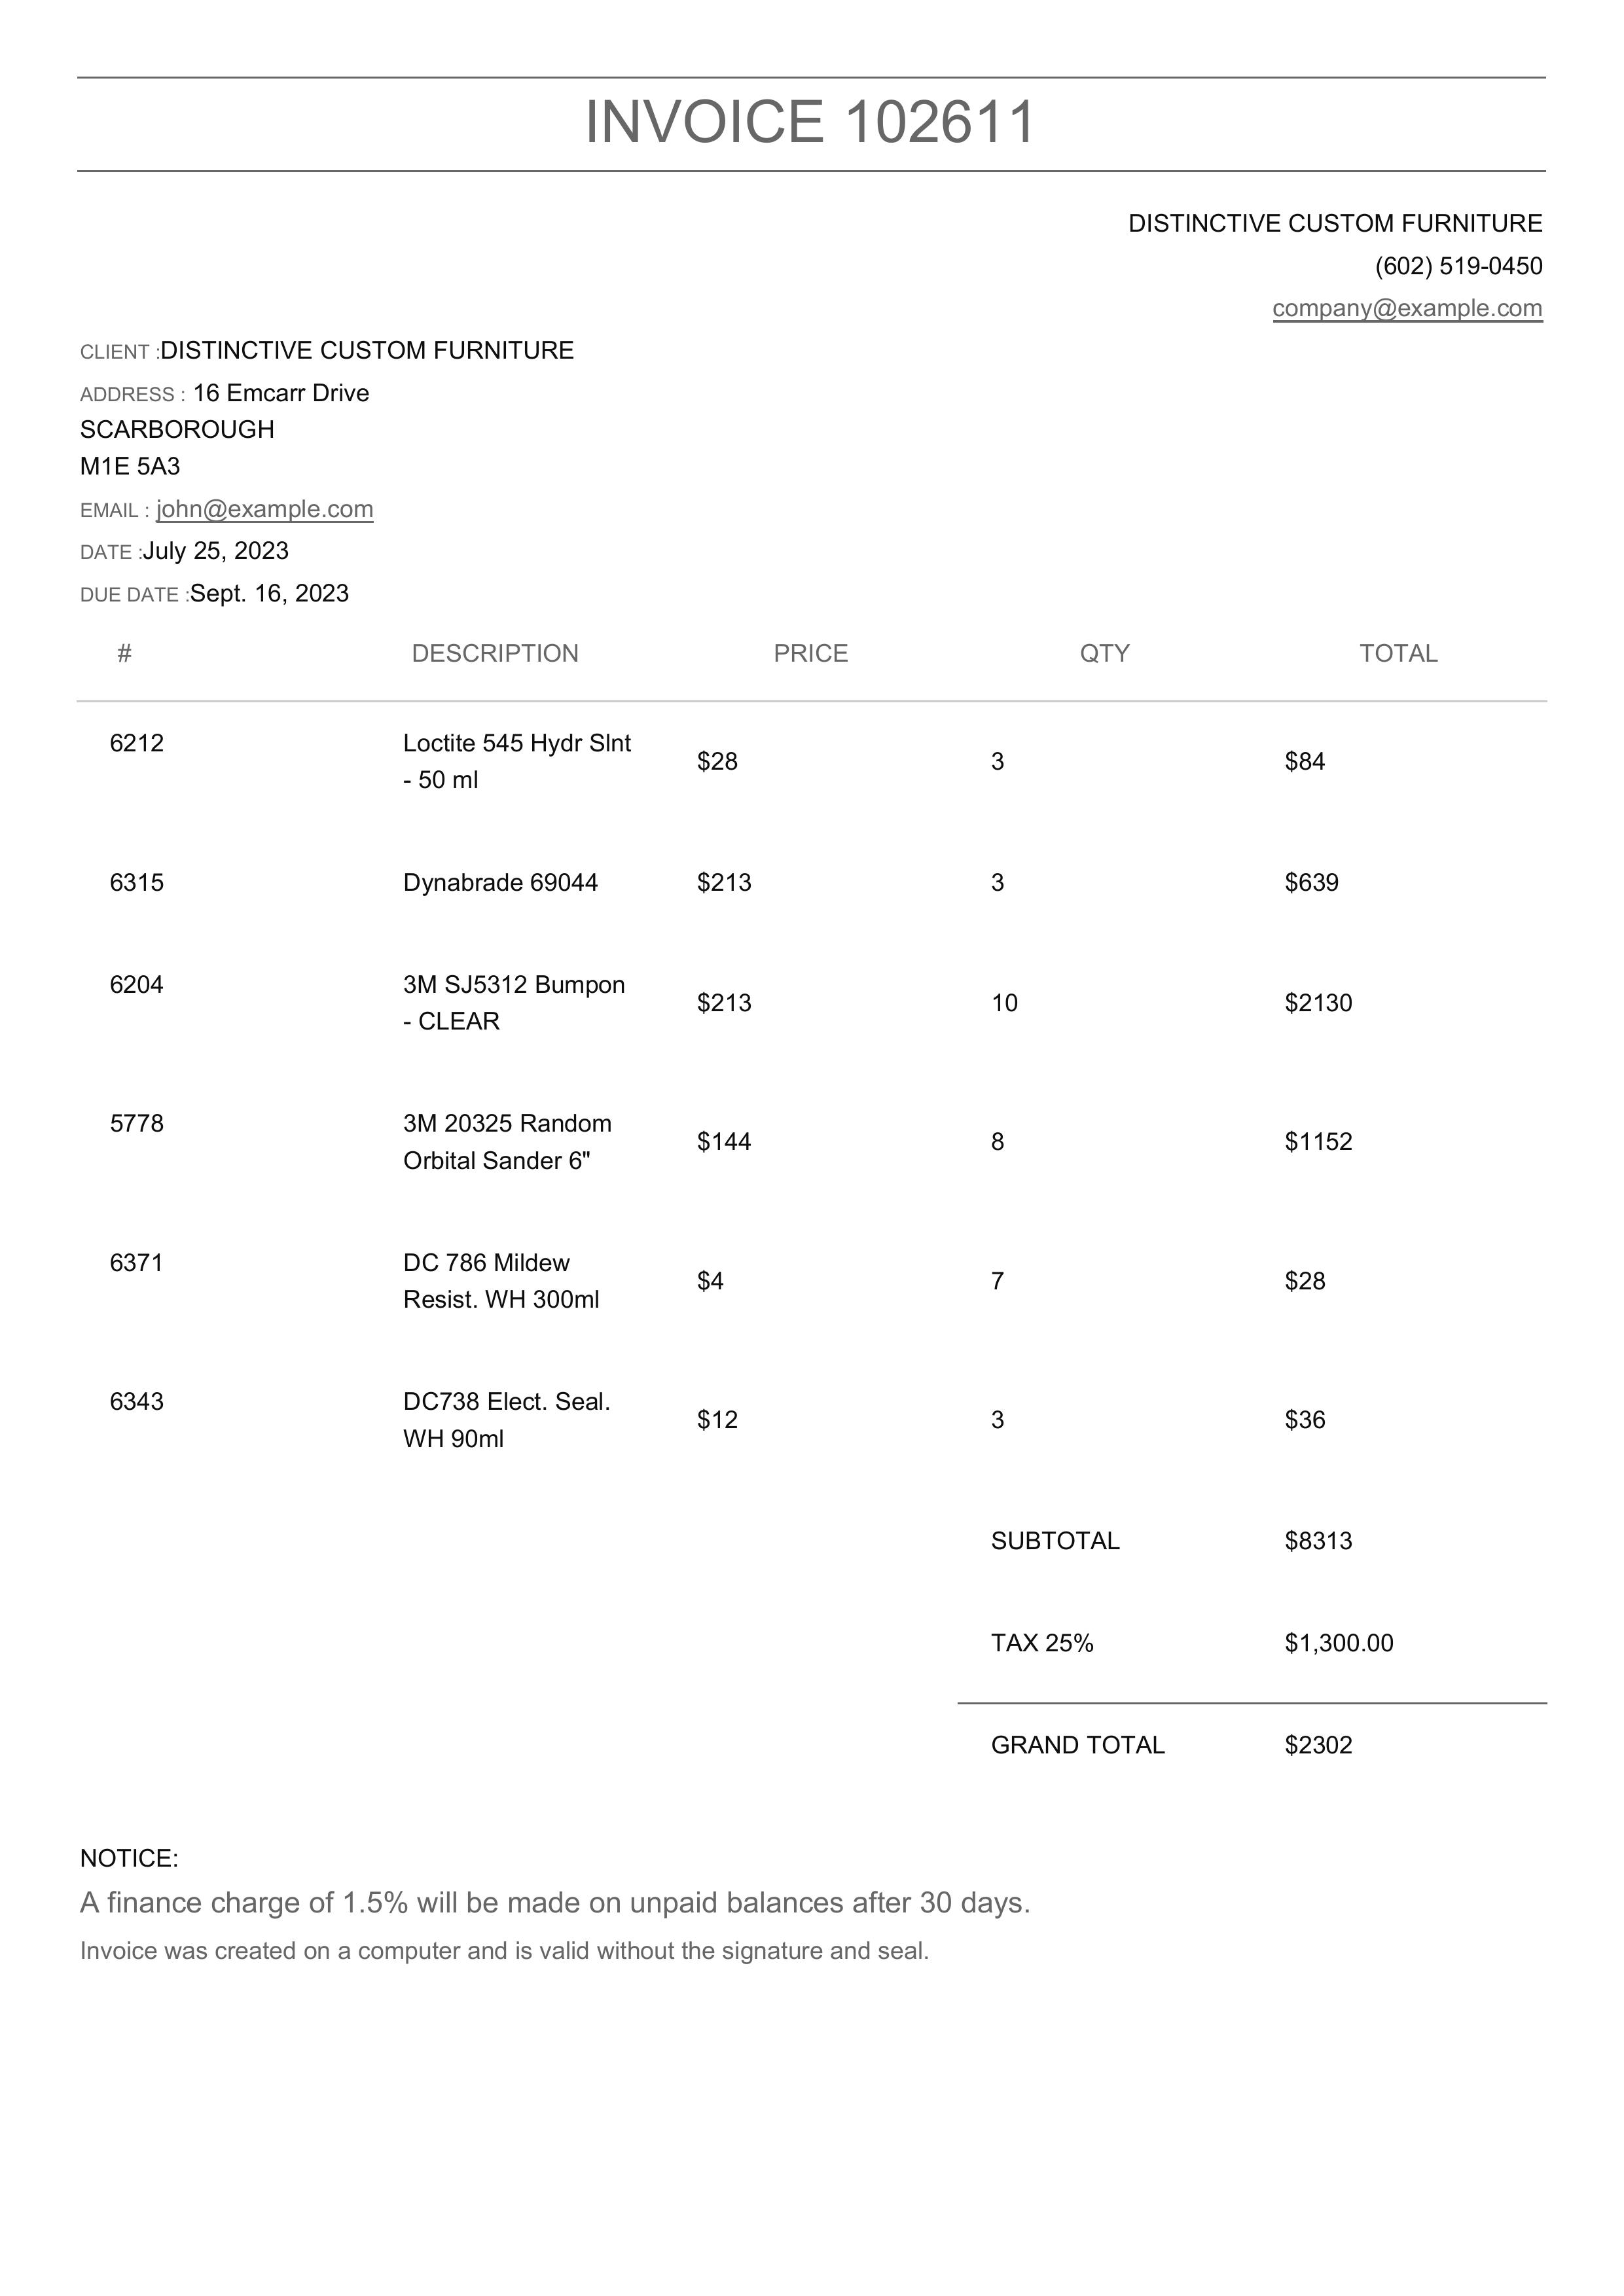 INVOICE 102611
DISTINCTIVE CUSTOM FURNITURE
(602) 519-0450
company@example.com
CLIENT :DISTINCTIVE CUSTOM FURNITURE
ADDRESS : 16 Emcarr Drive
SCARBOROUGH
M1E 5A3
EMAIL : john@example.com
DATE :July 25, 2023
DUE DATE :Sept. 16, 2023
# DESCRIPTION PRICE QTY TOTAL
6212 Loctite 545 Hydr Slnt
- 50 ml $28 3 $84
6315 Dynabrade 69044 $213 3 $639
6204 3M SJ5312 Bumpon
- CLEAR $213 10 $2130
5778 3M 20325 Random
Orbital Sander 6" $144 8 $1152
6371 DC 786 Mildew
Resist. WH 300ml $4 7 $28
6343 DC738 Elect. Seal.
WH 90ml $12 3 $36
SUBTOTAL $8313
TAX 25% $1,300.00
GRAND TOTAL $2302
NOTICE:
A finance charge of 1.5% will be made on unpaid balances after 30 days.
Invoice was created on a computer and is valid without the signature and seal.